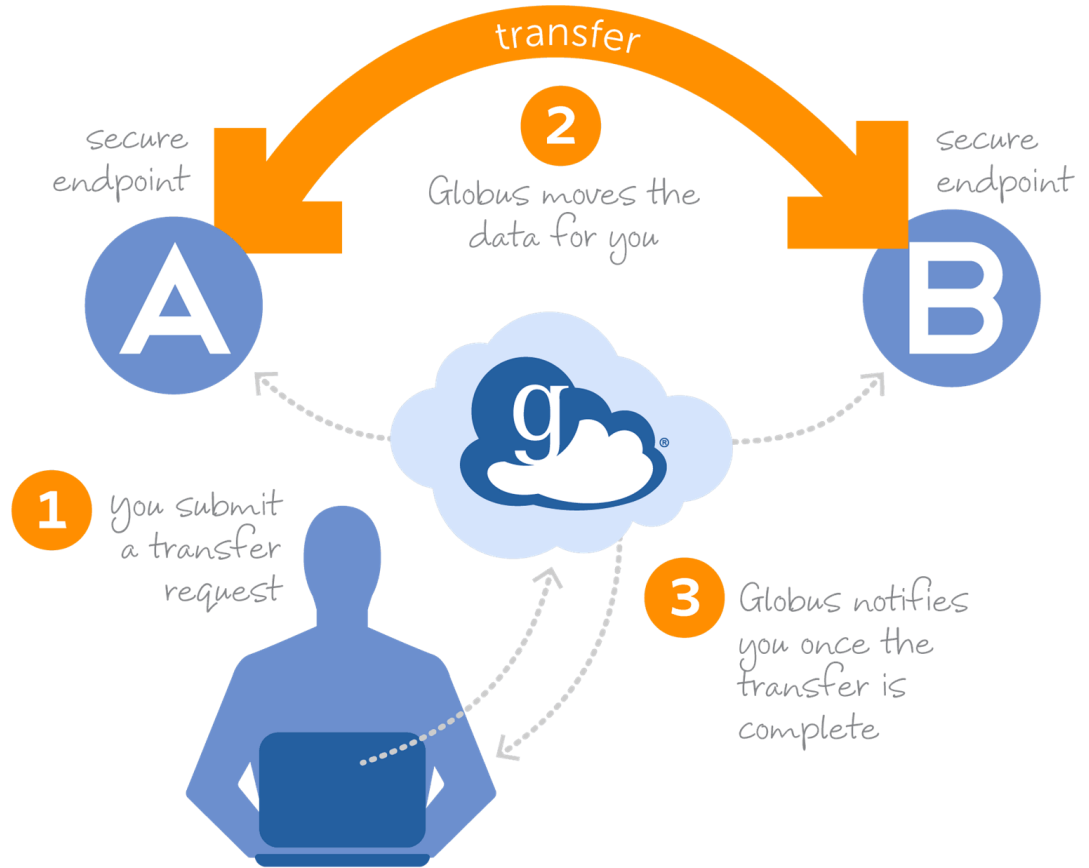 transfer
2
secure
endpoint
secure
endpoint
Globus moves the
data for you
A
B
g®
1
you submit
a transfer
request
3
Globus notifies
you once the
transfer is
complete